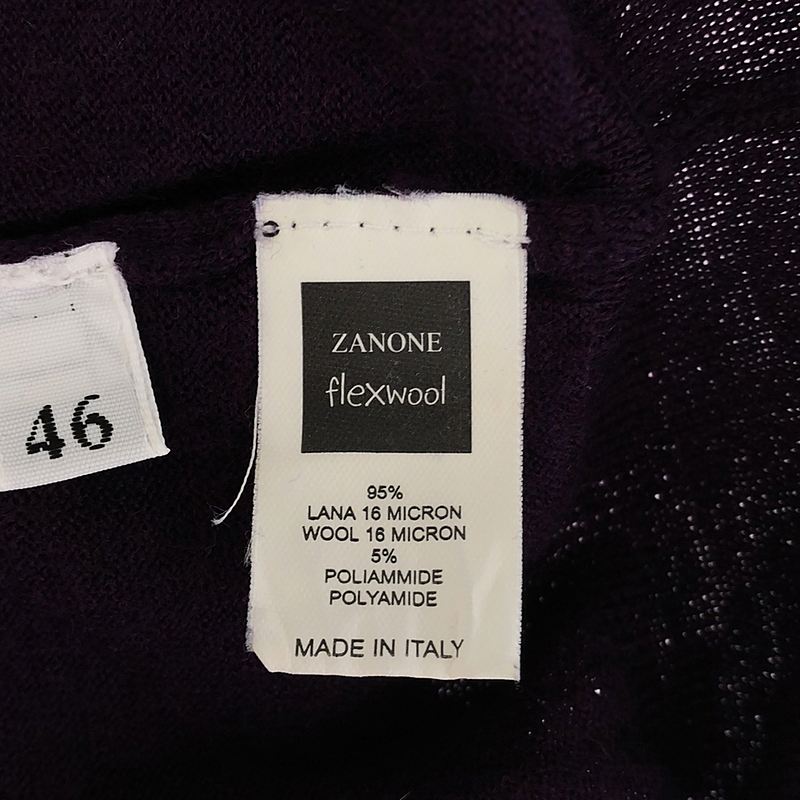 46
ZANONE
flexwool
95%
LANA 16 MICRON
WOOL 16 MICRON
5%
POLIAMMIDE
POLYAMIDE
MADE IN ITALY